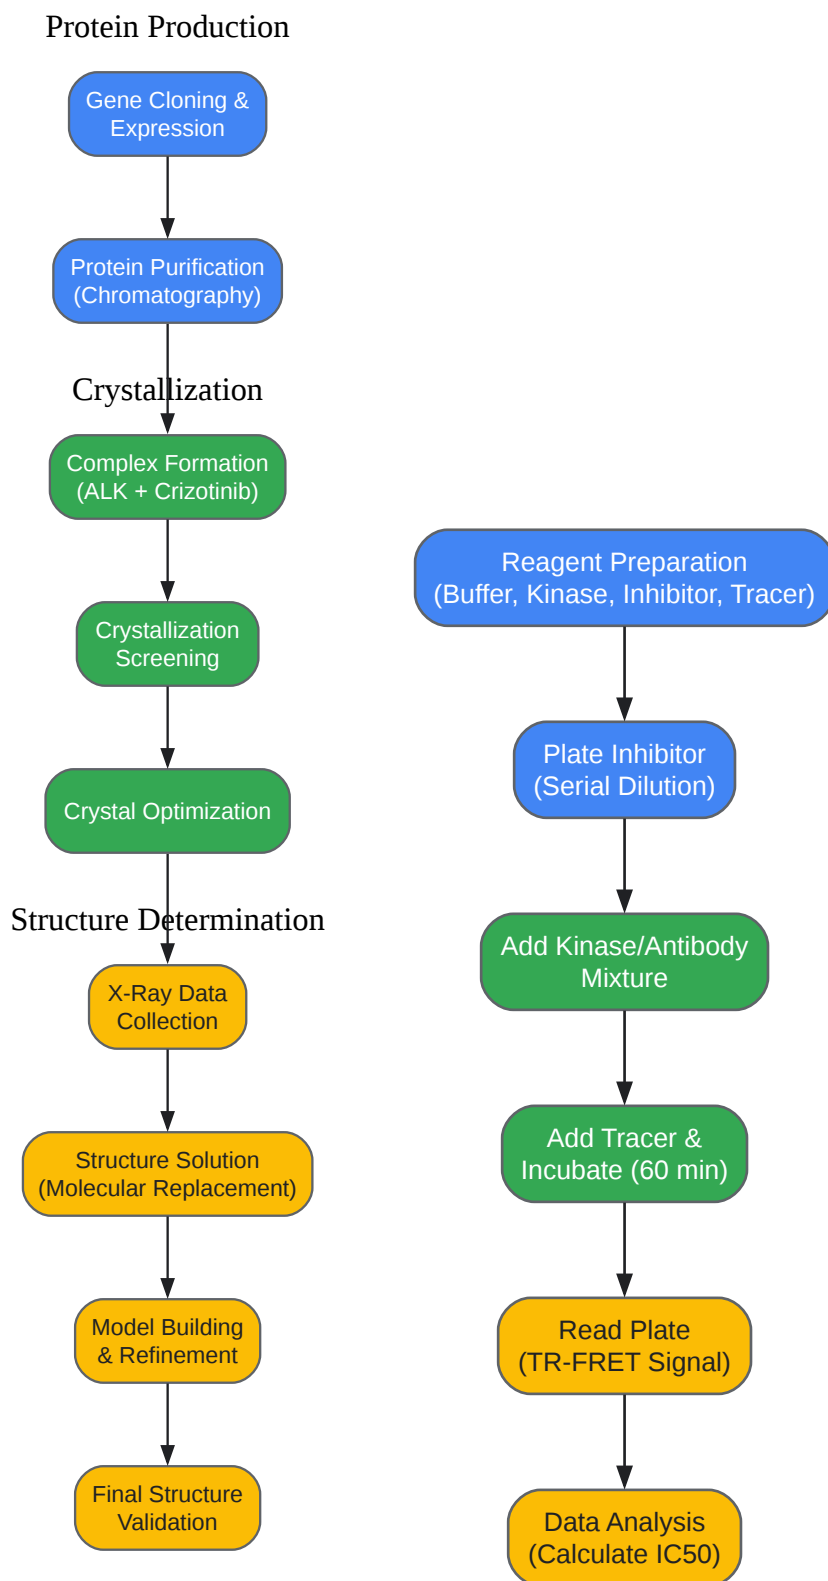 Protein Production
Gene Cloning &
Expression
Protein Purification
(Chromatography)
Crystallization
Complex Formation
(ALK + Crizotinib)
Crystallization
Screening
Crystal Optimization
Structure Determination
X-Ray Data
Collection
Structure Solution
(Molecular Replacement)
Model Building
& Refinement
Final Structure
Validation
Reagent Preparation
(Buffer, Kinase, Inhibitor, Tracer)
Plate Inhibitor
(Serial Dilution)
Add Kinase/Antibody
Mixture
Add Tracer &
Incubate (60 min)
Read Plate
(TR-FRET Signal)
Data Analysis
(Calculate IC50)